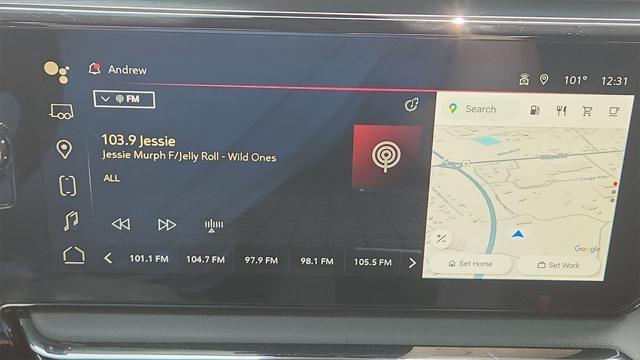 Andrew
101° 12:31
FM
Search
103.9 Jessie
Jessie Murph F/Jelly Roll - Wild Ones
ALL
101.1 FM 104.7 FM 97.9 FM 98.1 FM 105.5 FM
Google
Set Home Set Work